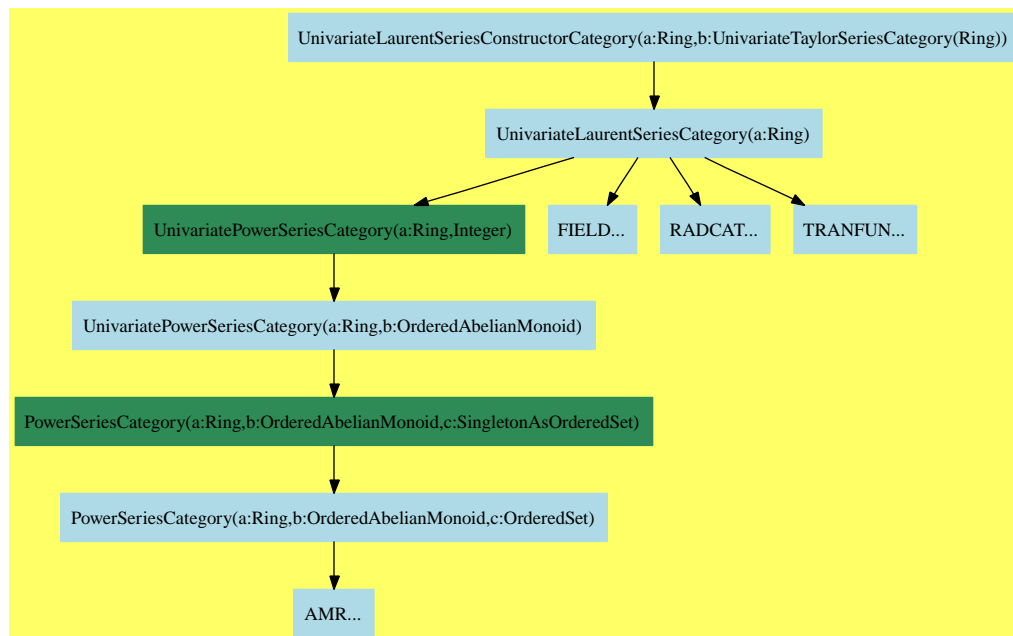 UnivariateLaurentSeriesConstructorCategory(a:Ring,b:UnivariateTaylorSeriesCategory(Ring))
UnivariateLaurentSeriesCategory(a:Ring)
UnivariatePowerSeriesCategory(a:Ring,Integer)
FIELD...
RADCAT...
TRANFUN...
UnivariatePowerSeriesCategory(a:Ring,b:OrderedAbelianMonoid)
PowerSeriesCategory(a:Ring,b:OrderedAbelianMonoid,c:SingletonAsOrderedSet)
PowerSeriesCategory(a:Ring,b:OrderedAbelianMonoid,c:OrderedSet)
AMR...